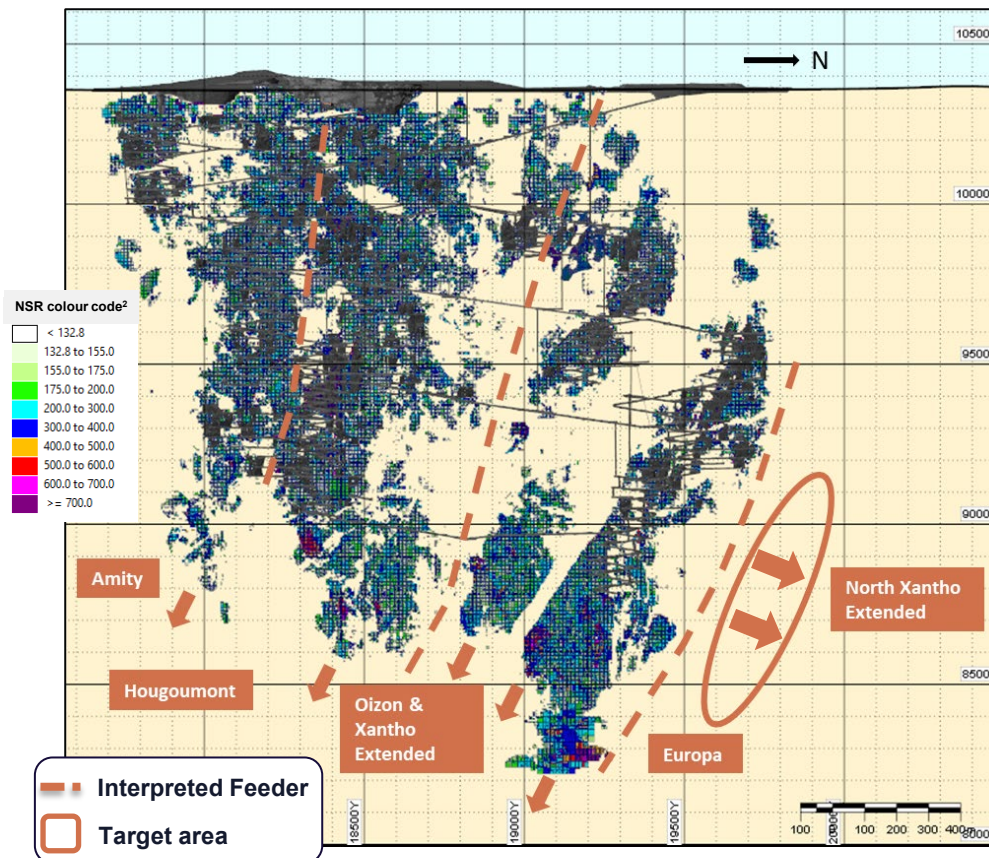 10500
N
10000
NSR colour code²
< 132.8
132.8 to 155.0
155.0 to 175.0
175.0 to 200.0
200.0 to 300.0
300.0 to 400.0
400.0 to 500.0
500.0 to 600.0
600.0 to 700.0
>= 700.0
9500
9000
Amity
North Xantho
Extended
Hougoumont
8500
Oizon &
Xantho
Extended
Europa
Interpreted Feeder
Target area
18500Y
19000Y
19500Y
100 0 100 200 300 400m